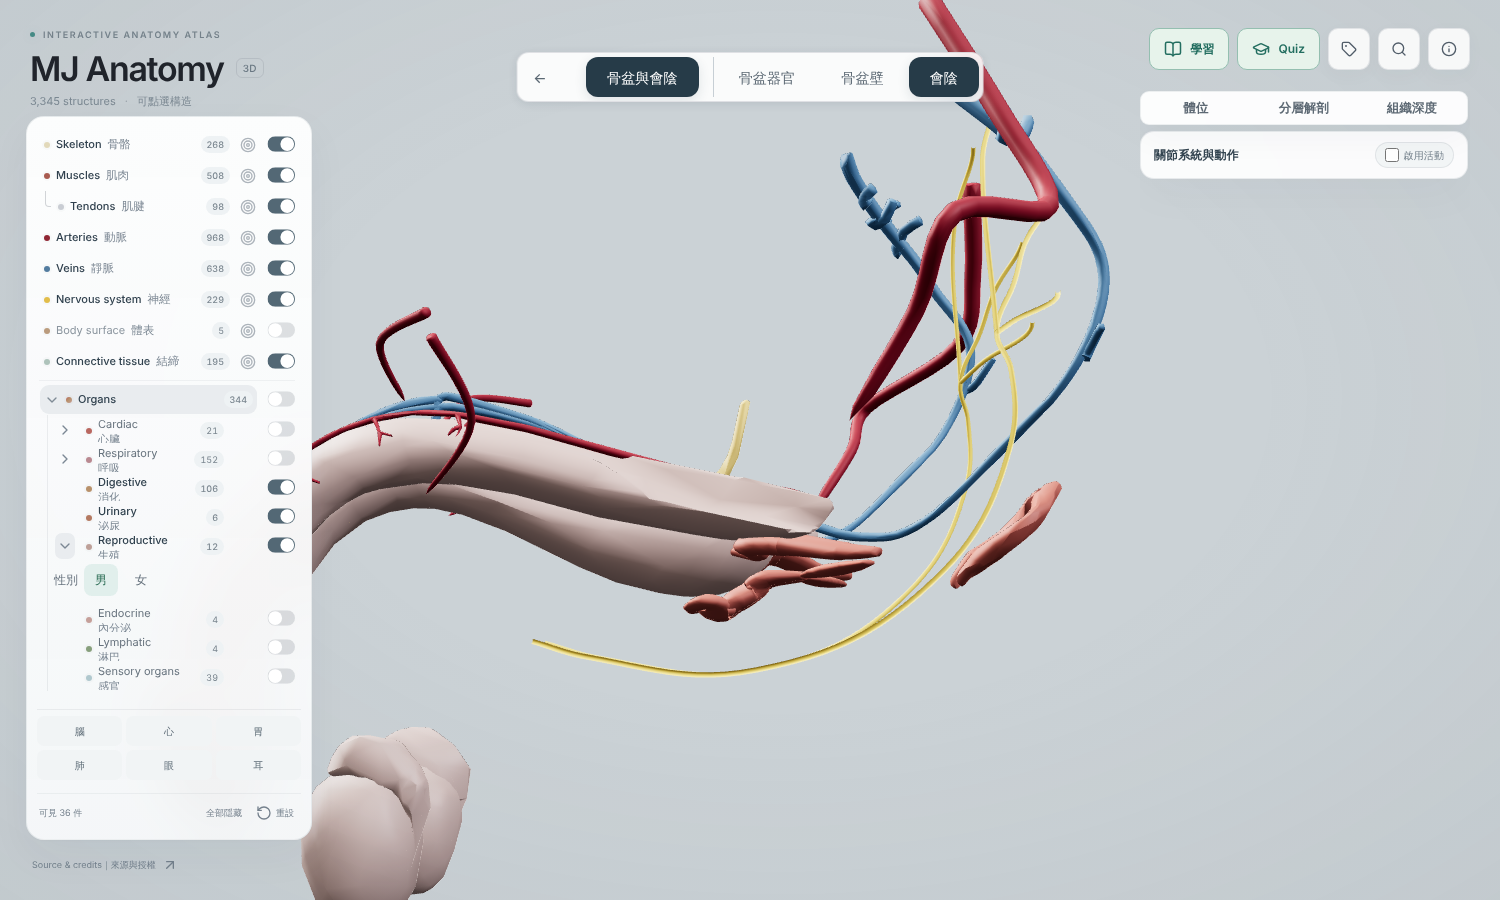 INTERACTIVE ANATOMY ATLAS
MJ Anatomy 3D
3,345 structures · 可點選構造
Skeleton 骨骼 268
Muscles 肌肉 508
Tendons 肌腱 98
Arteries 動脈 968
Veins 靜脈 638
Nervous system 神經 229
Body surface 體表 5
Connective tissue 結締 195
Organs 344
Cardiac 21
心臟
Respiratory 152
呼吸
Digestive 106
消化
Urinary 6
泌尿
Reproductive 12
生殖
性別 男 女
Endocrine 4
內分泌
Lymphatic 4
淋巴
Sensory organs 39
感官
腦 心 胃
肺 眼 耳
可見 36 件 全部隱藏 重設
Source & credits | 來源與授權
← 骨盆與會陰 骨盆器官 骨盆壁 會陰
學習 Quiz
體位 分層解剖 組織深度
關節系統與動作 啟用活動